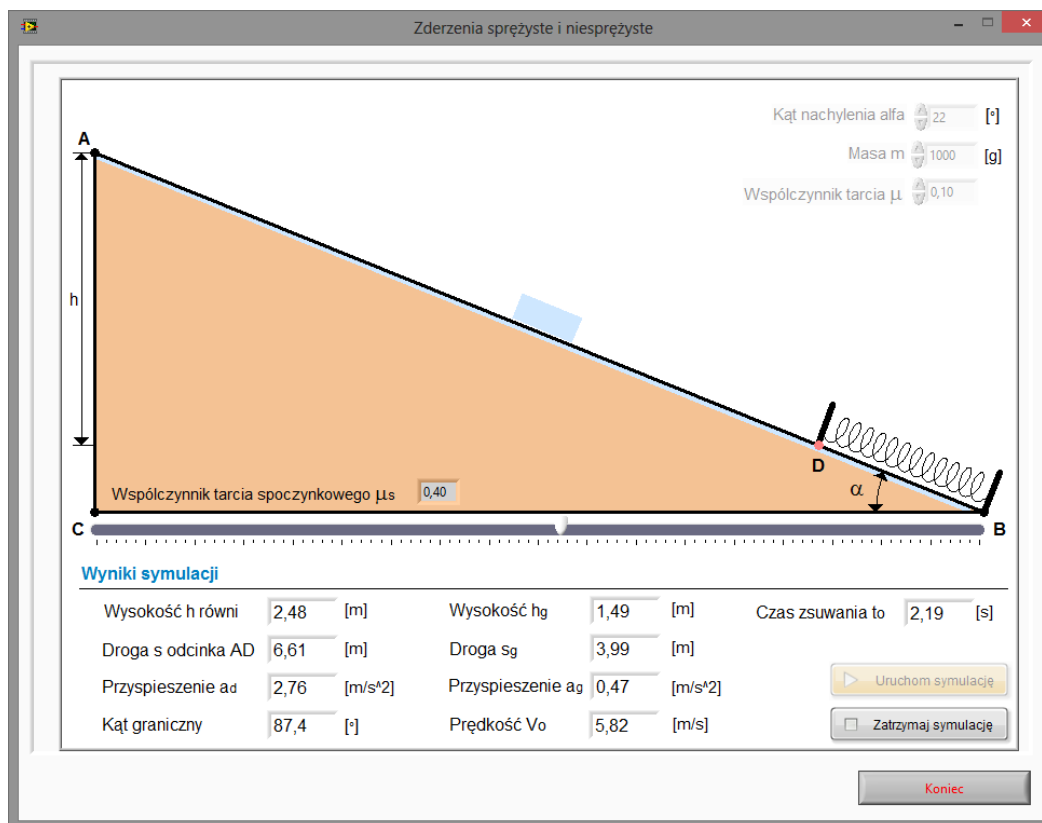 Zderzenia sprężyste i niesprężyste
Kąt nachylenia alfa 22 [°]
A
Masa m 1000 [g]
Współczynnik tarcia μ 0,10
h
D
Współczynnik tarcia spoczynkowego μs 0,40
α
C
B
Wyniki symulacji
Wysokość h równi 2,48 [m] Wysokość hg 1,49 [m] Czas zsuwania to 2,19 [s]
Droga s odcinka AD 6,61 [m] Droga sg 3,99 [m]
Przyspieszenie ad 2,76 [m/s^2] Przyspieszenie ag 0,47 [m/s^2] Uruchom symulację
Kąt graniczny 87,4 [°] Prędkość Vo 5,82 [m/s] Zatrzymaj symulację
Koniec